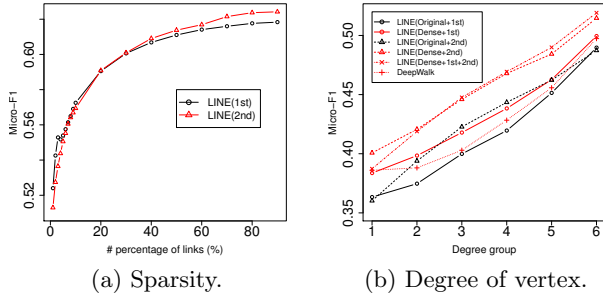 Micro−F1
0.52
0.56
0.60
0
20
40
60
80
# percentage of links (%)
LINE(1st)
LINE(2nd)
(a) Sparsity.
Micro−F1
0.35
0.40
0.45
0.50
1
2
3
4
5
6
Degree group
LINE(Original+1st)
LINE(Dense+1st)
LINE(Original+2nd)
LINE(Dense+2nd)
LINE(Dense+1st+2nd)
DeepWalk
(b) Degree of vertex.